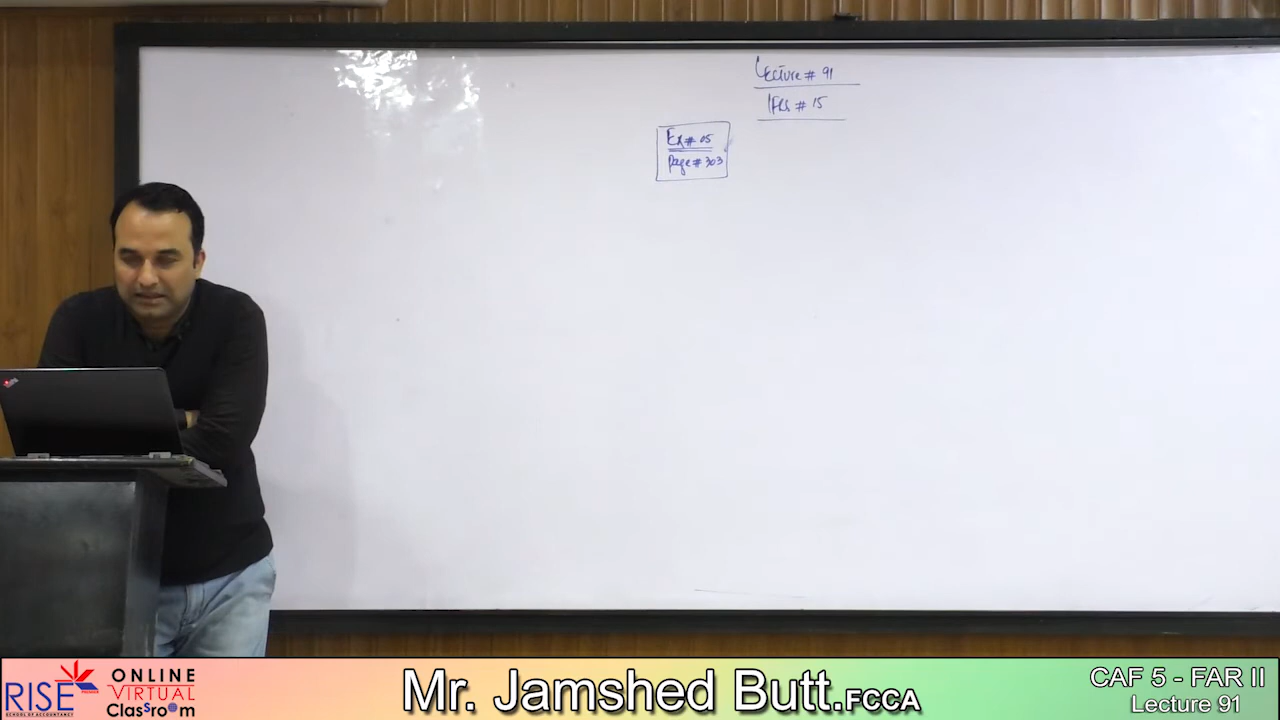 Lecture # 91
IFRS # 15
Ex # 05
Page # 303
RISE
PREMIER
SCHOOL OF ACCOUNTANCY
ONLINE
VIRTUAL
Classroom
Mr. Jamshed Butt.FCCA
CAF 5 - FAR II
Lecture 91